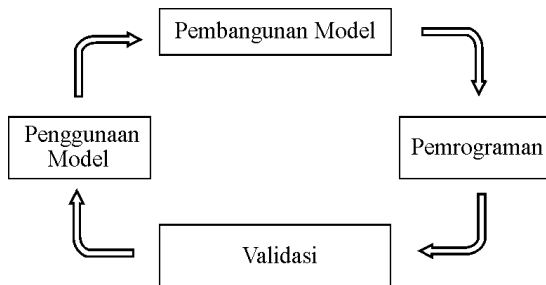 Pembangunan Model
Penggunaan
Model
Pemrograman
Validasi